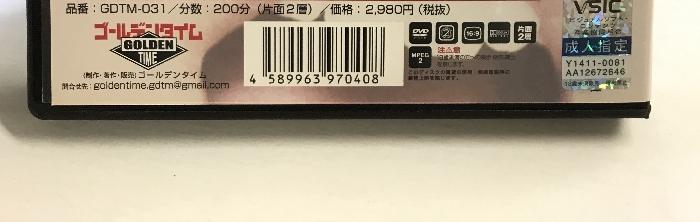 品番：GDTM-031／分数：200分（片面2層）／価格：2,980円（税抜）
ゴールデンタイム
GOLDEN
TIME
（制作・著作・販売）ゴールデンタイム
問合せ先：goldentime.gdtm@gmail.com
4 589963 970408
DVD
2
16:9
片面
2層
MPEG
2
注意
VSIC
成人指定
Y1411-0081
AA12672646